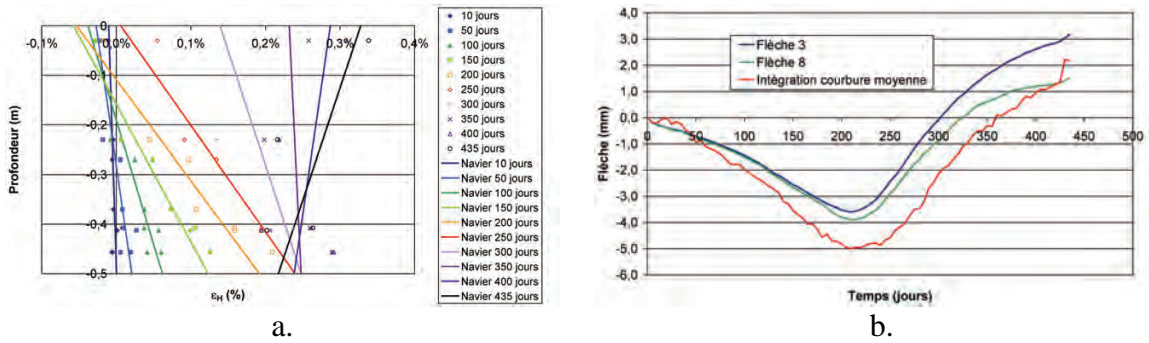 0
-0,1%
0,0%
0,1%
0,2%
0,3%
0,4%
-0,1
-0,2
-0,3
-0,4
-0,5
Profondeur (m)
εH (%)
10 jours
50 jours
100 jours
150 jours
200 jours
250 jours
300 jours
350 jours
400 jours
435 jours
Navier 10 jours
Navier 50 jours
Navier 100 jours
Navier 150 jours
Navier 200 jours
Navier 250 jours
Navier 300 jours
Navier 350 jours
Navier 400 jours
Navier 435 jours
a.
4,0
3,0
2,0
1,0
0,0
-1,0
-2,0
-3,0
-4,0
-5,0
-6,0
Flèche (mm)
Flèche 3
Flèche 8
Intégration courbure moyenne
0
50
100
150
200
250
300
350
400
450
500
Temps (jours)
b.